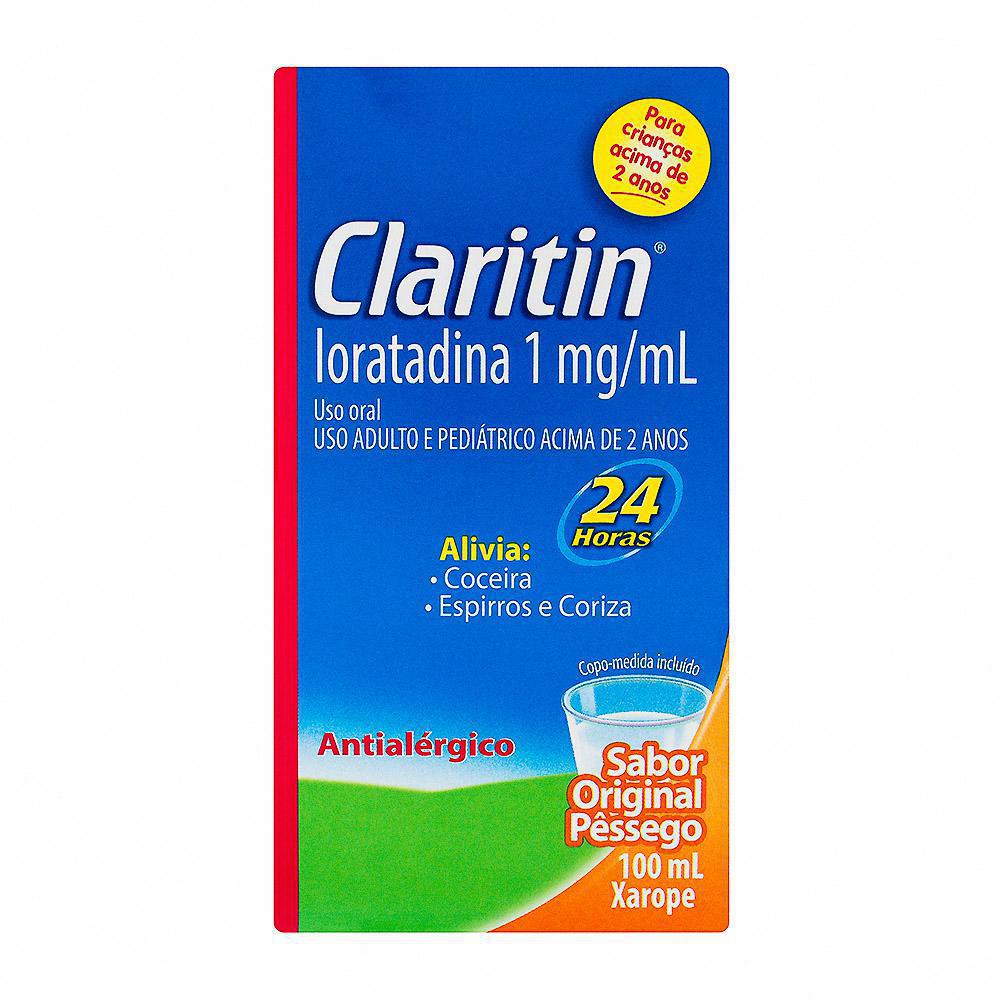 Para
crianças
acima de
2 anos
Claritin®
loratadina 1 mg/mL
Uso oral
USO ADULTO E PEDIÁTRICO ACIMA DE 2 ANOS
24
Horas
Alivia:
• Coceira
• Espirros e Coriza
Copo-medida incluído
Antialérgico
Sabor
Original
Pêssego
100 mL
Xarope